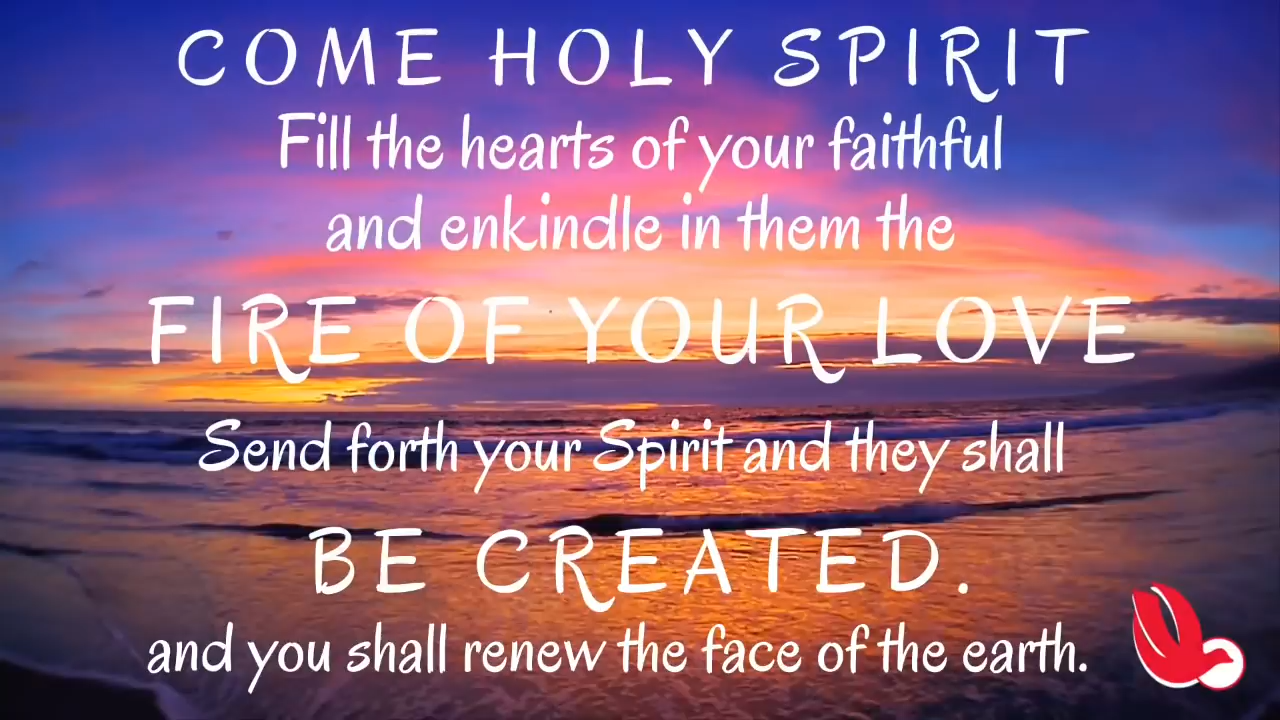 COME HOLY SPIRIT
Fill the hearts of your faithful
and enkindle in them the
FIRE OF YOUR LOVE
Send forth your Spirit and they shall
BE CREATED.
and you shall renew the face of the earth.